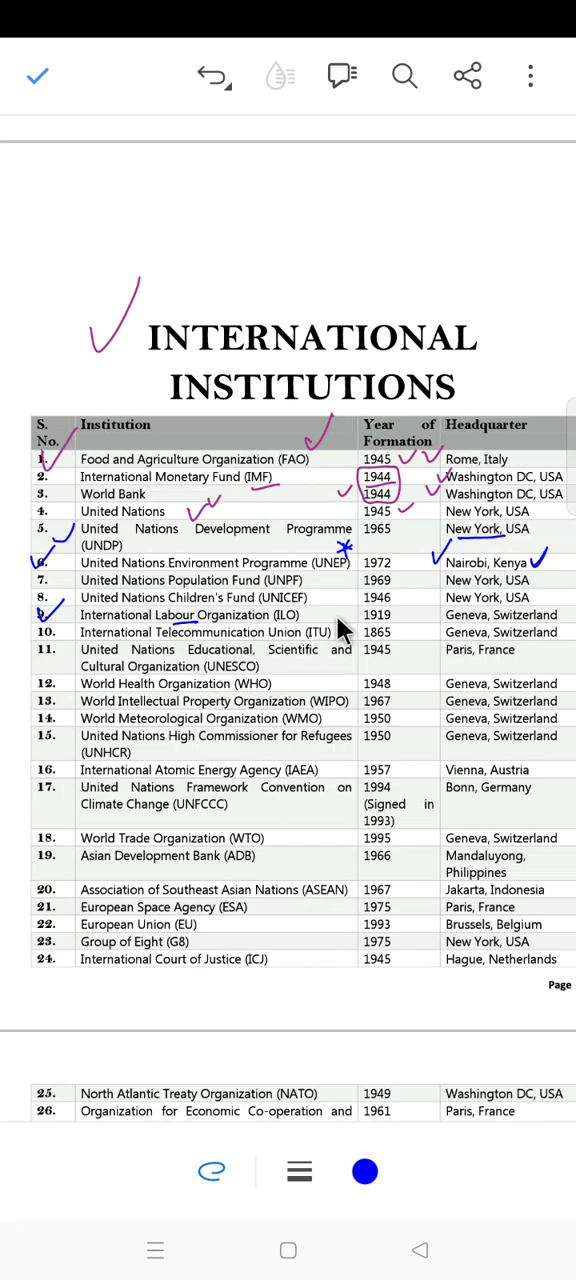 INTERNATIONAL
INSTITUTIONS
S. No. Institution Year of Formation Headquarter
1. Food and Agriculture Organization (FAO) 1945 Rome, Italy
2. International Monetary Fund (IMF) 1944 Washington DC, USA
3. World Bank 1944 Washington DC, USA
4. United Nations 1945 New York, USA
5. United Nations Development Programme (UNDP) 1965 New York, USA
6. United Nations Environment Programme (UNEP) 1972 Nairobi, Kenya
7. United Nations Population Fund (UNPF) 1969 New York, USA
8. United Nations Children's Fund (UNICEF) 1946 New York, USA
9. International Labour Organization (ILO) 1919 Geneva, Switzerland
10. International Telecommunication Union (ITU) 1865 Geneva, Switzerland
11. United Nations Educational, Scientific and Cultural Organization (UNESCO) 1945 Paris, France
12. World Health Organization (WHO) 1948 Geneva, Switzerland
13. World Intellectual Property Organization (WIPO) 1967 Geneva, Switzerland
14. World Meteorological Organization (WMO) 1950 Geneva, Switzerland
15. United Nations High Commissioner for Refugees (UNHCR) 1950 Geneva, Switzerland
16. International Atomic Energy Agency (IAEA) 1957 Vienna, Austria
17. United Nations Framework Convention on Climate Change (UNFCCC) 1994 (Signed in 1993) Bonn, Germany
18. World Trade Organization (WTO) 1995 Geneva, Switzerland
19. Asian Development Bank (ADB) 1966 Mandaluyong, Philippines
20. Association of Southeast Asian Nations (ASEAN) 1967 Jakarta, Indonesia
21. European Space Agency (ESA) 1975 Paris, France
22. European Union (EU) 1993 Brussels, Belgium
23. Group of Eight (G8) 1975 New York, USA
24. International Court of Justice (ICJ) 1945 Hague, Netherlands
Page
25. North Atlantic Treaty Organization (NATO) 1949 Washington DC, USA
26. Organization for Economic Co-operation and 1961 Paris, France